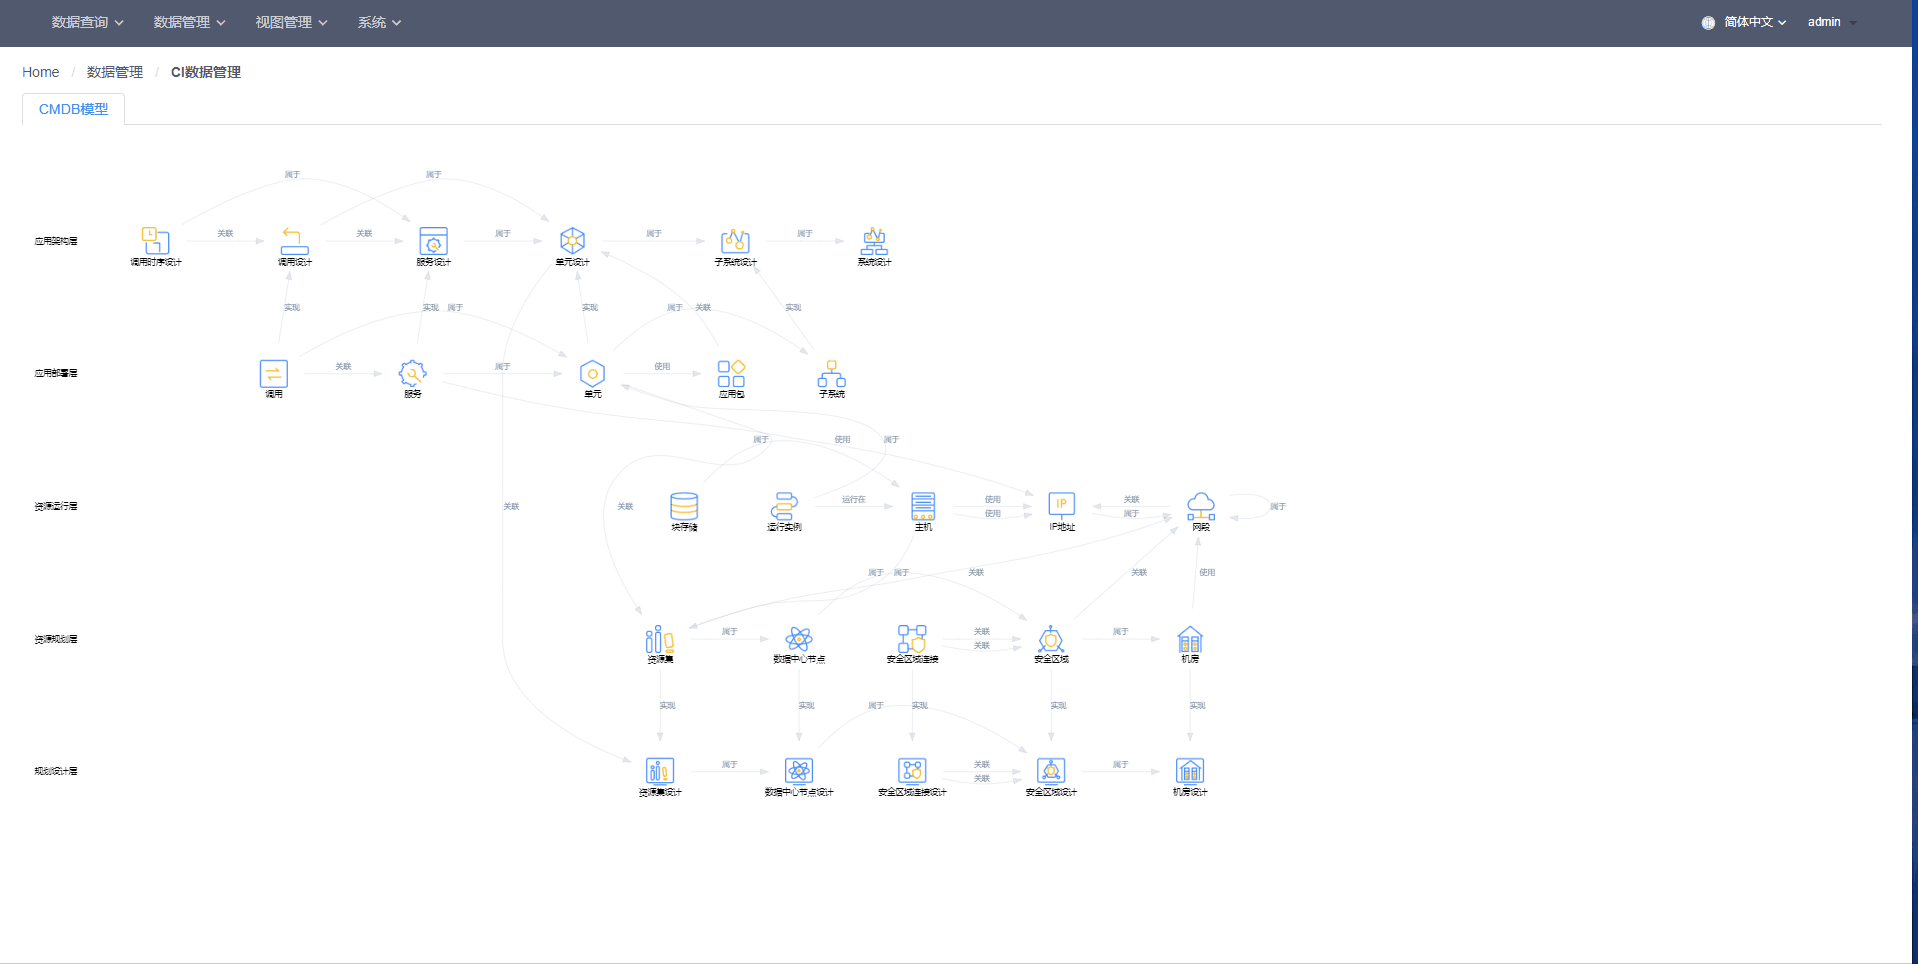 数据查询 数据管理 视图管理 系统 简体中文 admin
Home / 数据管理 / CI数据管理
CMDB模型
属于 属于
关联 关联 属于 属于 属于
应用架构层
调用时序设计 调用设计 服务设计 单元设计 子系统设计 系统设计
实现 实现 属于 实现 属于 关联 实现
关联 属于 使用
应用部署层
调用 服务 单元 应用包 子系统
属于 使用 属于
运行在 使用 关联
资源运行层 关联 关联 属于
使用 属于
块存储 运行实例 主机 IP地址 网段
属于 属于 关联 关联 使用
属于 关联 属于
资源规划层
关联
资源集 数据中心节点 安全区域连接 安全区域 机房
实现 实现 属于 实现 实现 实现
属于 关联 属于
规划设计层
关联
资源集设计 数据中心节点设计 安全区域连接设计 安全区域设计 机房设计